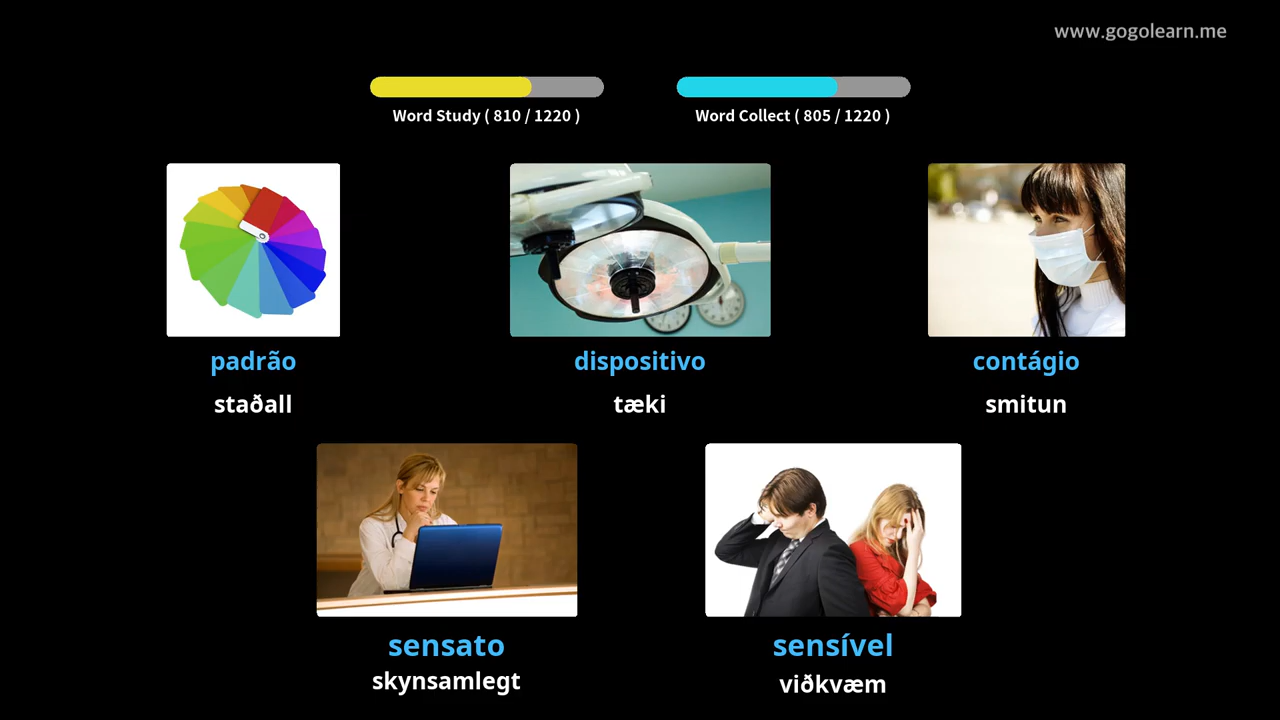 www.gogolearn.me
Word Study ( 810 / 1220 )
Word Collect ( 805 / 1220 )
padrão
dispositivo
contágio
staðall
tæki
smitun
sensato
sensível
skynsamlegt
viðkvæm